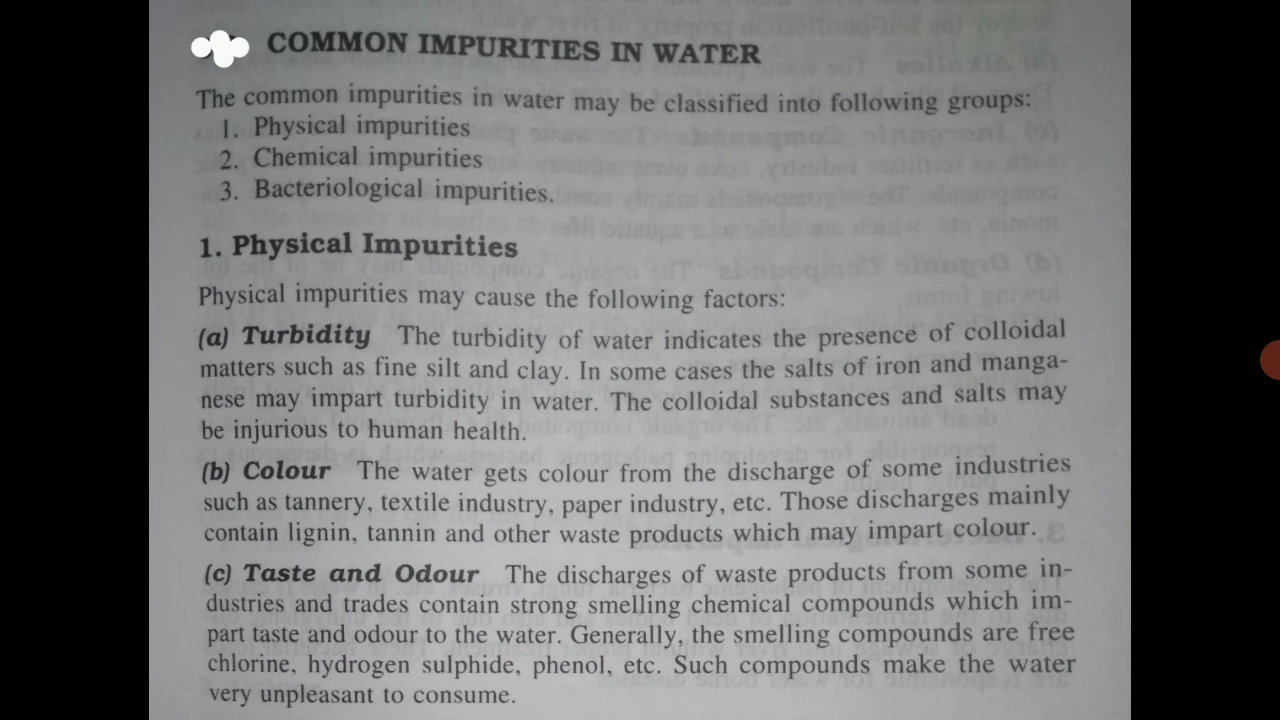 COMMON IMPURITIES IN WATER
The common impurities in water may be classified into following groups:
1. Physical impurities
2. Chemical impurities
3. Bacteriological impurities.
1. Physical Impurities
Physical impurities may cause the following factors:
(a) Turbidity The turbidity of water indicates the presence of colloidal
matters such as fine silt and clay. In some cases the salts of iron and manga-
nese may impart turbidity in water. The colloidal substances and salts may
be injurious to human health.
(b) Colour The water gets colour from the discharge of some industries
such as tannery, textile industry, paper industry, etc. Those discharges mainly
contain lignin, tannin and other waste products which may impart colour.
(c) Taste and Odour The discharges of waste products from some in-
dustries and trades contain strong smelling chemical compounds which im-
part taste and odour to the water. Generally, the smelling compounds are free
chlorine, hydrogen sulphide, phenol, etc. Such compounds make the water
very unpleasant to consume.